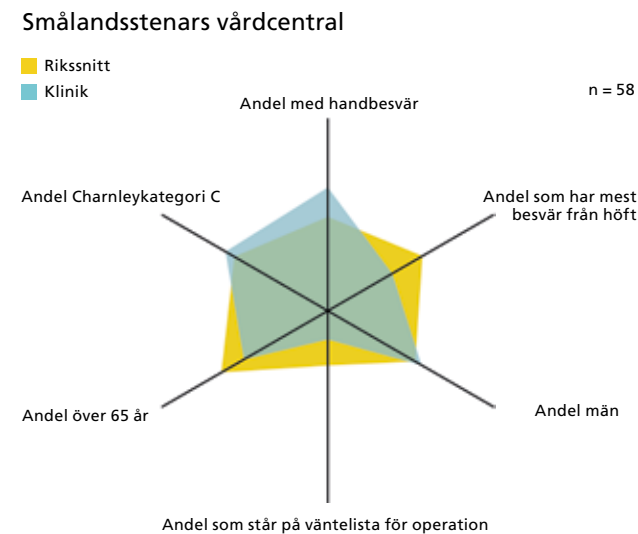 Smålandsstenars vårdcentral
Rikssnitt
Klinik
n = 58
Andel med handbesvär
Andel Charnleykategori C
Andel som har mest
besvär från höft
Andel över 65 år
Andel män
Andel som står på väntelista för operation